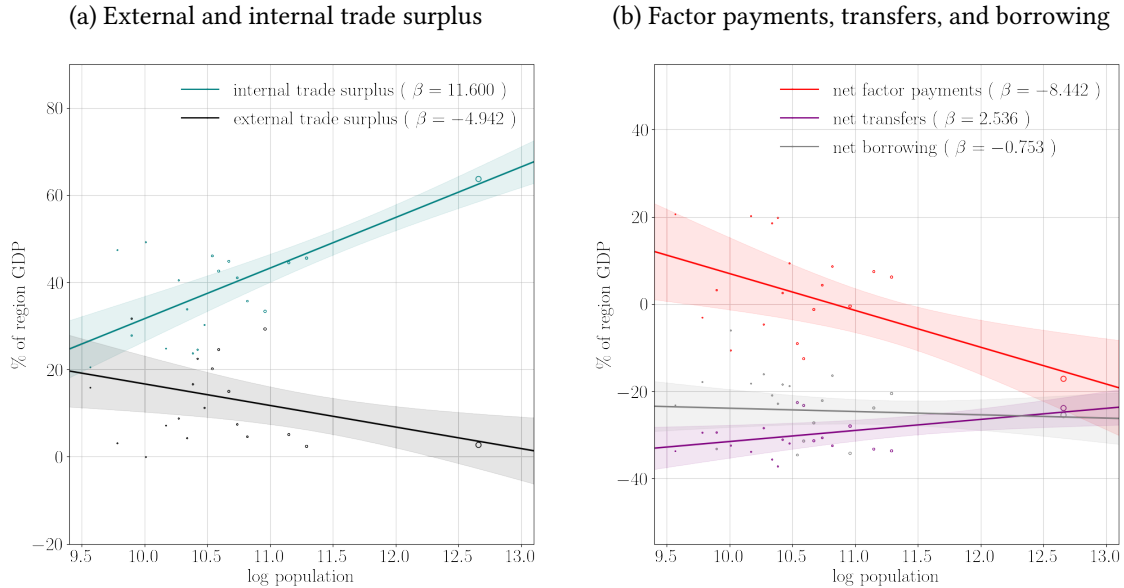 (a) External and internal trade surplus
internal trade surplus ( β = 11.600 )
external trade surplus ( β = −4.942 )
80
60
40
20
0
−20
% of region GDP
9.5 10.0 10.5 11.0 11.5 12.0 12.5 13.0
log population
(b) Factor payments, transfers, and borrowing
net factor payments ( β = −8.442 )
net transfers ( β = 2.536 )
net borrowing ( β = −0.753 )
40
20
0
−20
−40
% of region GDP
9.5 10.0 10.5 11.0 11.5 12.0 12.5 13.0
log population